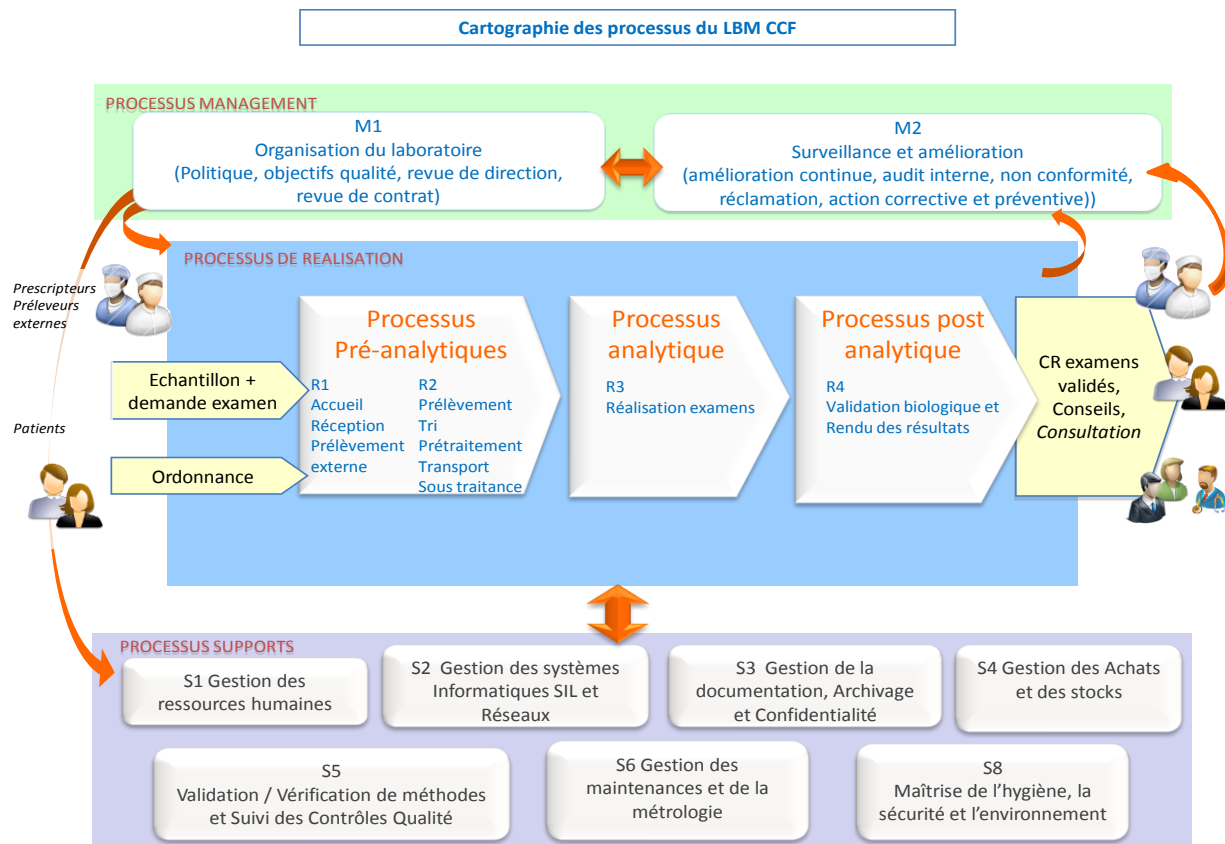 Cartographie des processus du LBM CCF
PROCESSUS MANAGEMENT
M1
Organisation du laboratoire
(Politique, objectifs qualité, revue de direction,
revue de contrat)
M2
Surveillance et amélioration
(amélioration continue, audit interne, non conformité,
réclamation, action corrective et préventive))
PROCESSUS DE REALISATION
Prescripteurs
Préleveurs
externes
Patients
Echantillon +
demande examen
Ordonnance
Processus
Pré-analytiques
R1
Accueil
Réception
Prélèvement
externe
R2
Prélèvement
Tri
Prétraitement
Transport
Sous traitance
Processus
analytique
R3
Réalisation examens
Processus post
analytique
R4
Validation biologique et
Rendu des résultats
CR examens
validés,
Conseils,
Consultation
PROCESSUS SUPPORTS
S1 Gestion des
ressources humaines
S2 Gestion des systèmes
Informatiques SIL et
Réseaux
S3 Gestion de la
documentation, Archivage
et Confidentialité
S4 Gestion des Achats
et des stocks
S5
Validation / Vérification de méthodes
et Suivi des Contrôles Qualité
S6 Gestion des
maintenances et de la
métrologie
S8
Maîtrise de l'hygiène, la
sécurité et l'environnement